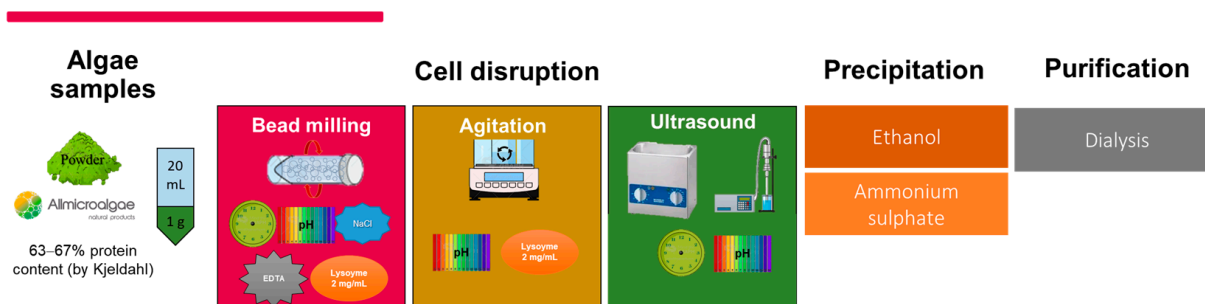 Algae
samples
Powder
Allmicroalgae
natural products
20
mL
1 g
63–67% protein
content (by Kjeldahl)
Cell disruption
Bead milling
pH
NaCl
EDTA
Lysoyme
2 mg/mL
Agitation
pH
Lysoyme
2 mg/mL
Ultrasound
pH
Precipitation
Ethanol
Ammonium
sulphate
Purification
Dialysis